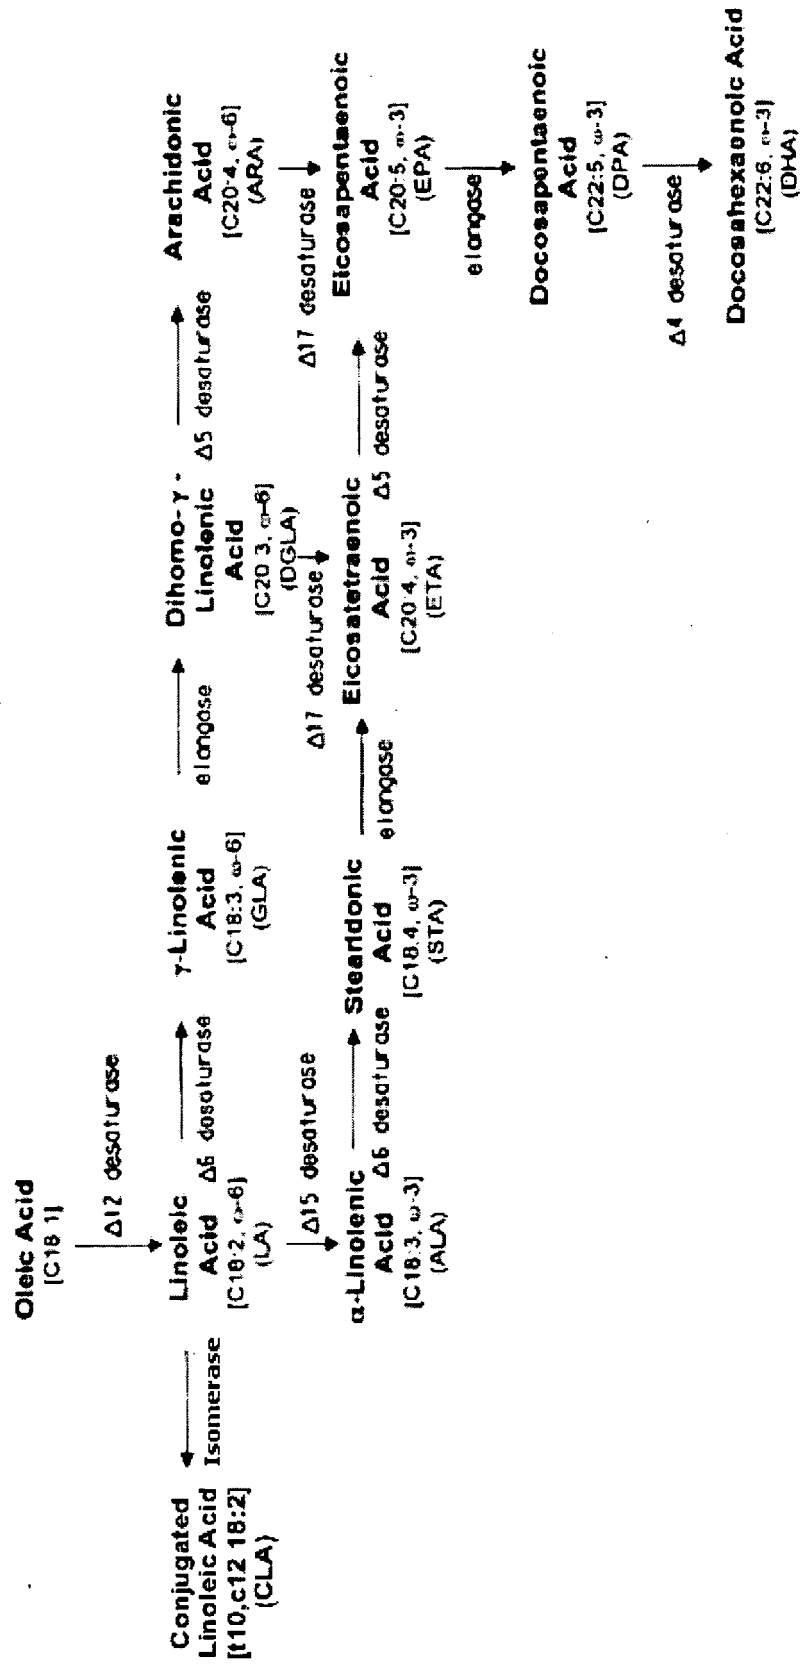 Oleic Acid
[C18 1]
Δ12 desaturase
Conjugated
Linoleic Acid
[t10,c12 18:2]
(CLA)
Isomerase
Linoleic
Acid
[C18:2, ω-6]
(LA)
Δ6 desaturase
γ-Linolenic
Acid
[C18:3, ω-6]
(GLA)
elongase
Dihomo-γ-
Linolenic
Acid
[C20 3, ω-6]
(DGLA)
Δ5 desaturase
Arachidonic
Acid
[C20:4, ω-6]
(ARA)
Δ15 desaturase
Δ17 desaturase
Δ17 desaturase
α-Linolenic
Acid
[C18:3, ω-3]
(ALA)
Δ6 desaturase
Stearidonic
Acid
[C18:4, ω-3]
(STA)
elongase
Eicosatetraenoic
Acid
[C20:4, ω-3]
(ETA)
Δ5 desaturase
Eicosapentaenoic
Acid
[C20:5, ω-3]
(EPA)
elongase
Docosapentaenoic
Acid
[C22:5, ω-3]
(DPA)
Δ4 desaturase
Docosahexaenoic Acid
[C22:6, ω-3]
(DHA)